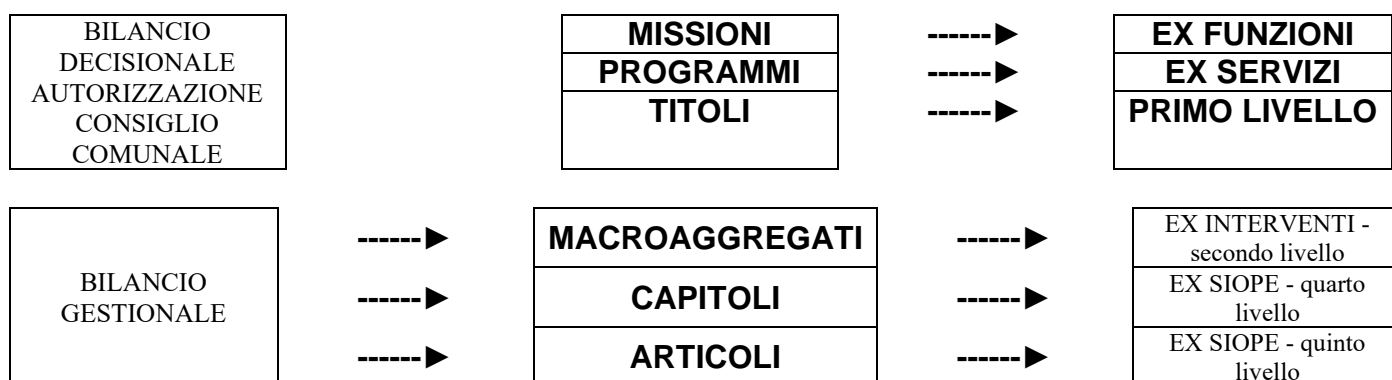 BILANCIO
DECISIONALE
AUTORIZZAZIONE
CONSIGLIO
COMUNALE
MISSIONI ------► EX FUNZIONI
PROGRAMMI ------► EX SERVIZI
TITOLI ------► PRIMO LIVELLO
BILANCIO
GESTIONALE
------► MACROAGGREGATI ------► EX INTERVENTI -
secondo livello
------► CAPITOLI ------► EX SIOPE - quarto
livello
------► ARTICOLI ------► EX SIOPE - quinto
livello